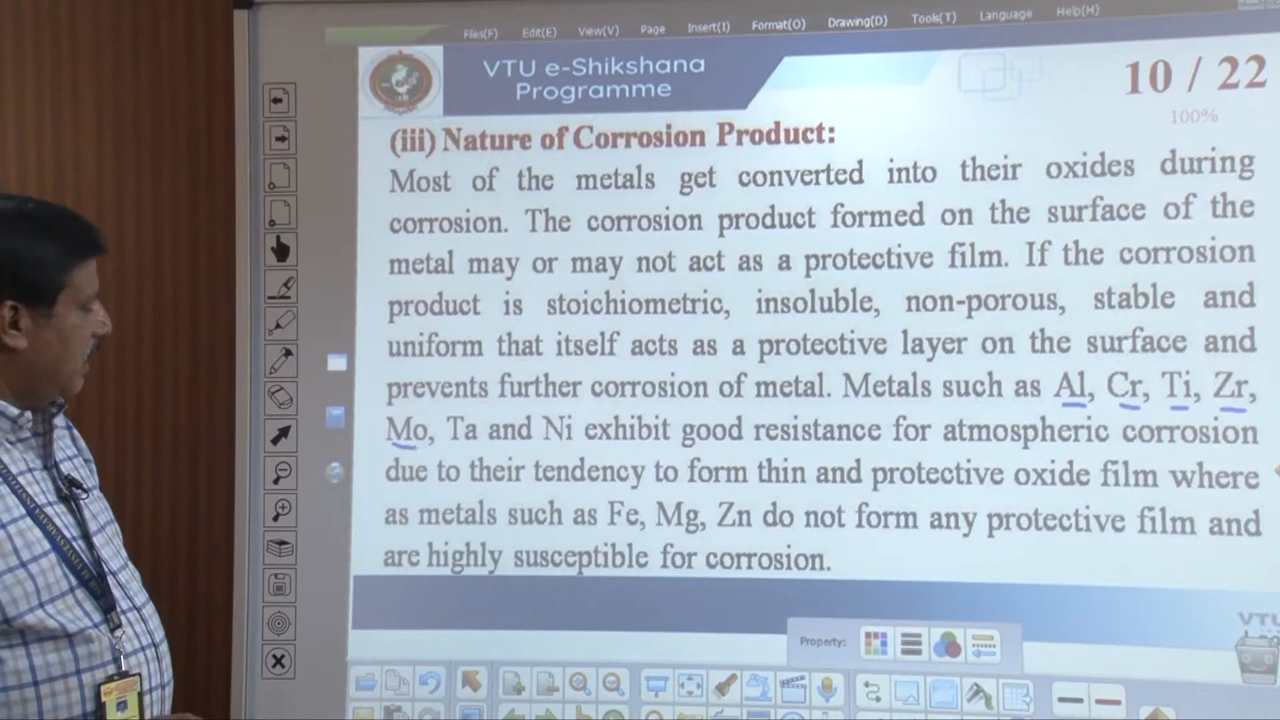 Files(F) Edit(E) View(V) Page Insert(I) Format(O) Drawing(D) Tools(T) Language Help(H)
VTU e-Shikshana
Programme
10 / 22
100%
(iii) Nature of Corrosion Product:
Most of the metals get converted into their oxides during
corrosion. The corrosion product formed on the surface of the
metal may or may not act as a protective film. If the corrosion
product is stoichiometric, insoluble, non-porous, stable and
uniform that itself acts as a protective layer on the surface and
prevents further corrosion of metal. Metals such as Al, Cr, Ti, Zr,
Mo, Ta and Ni exhibit good resistance for atmospheric corrosion
due to their tendency to form thin and protective oxide film where
as metals such as Fe, Mg, Zn do not form any protective film and
are highly susceptible for corrosion.
VTU
Property: